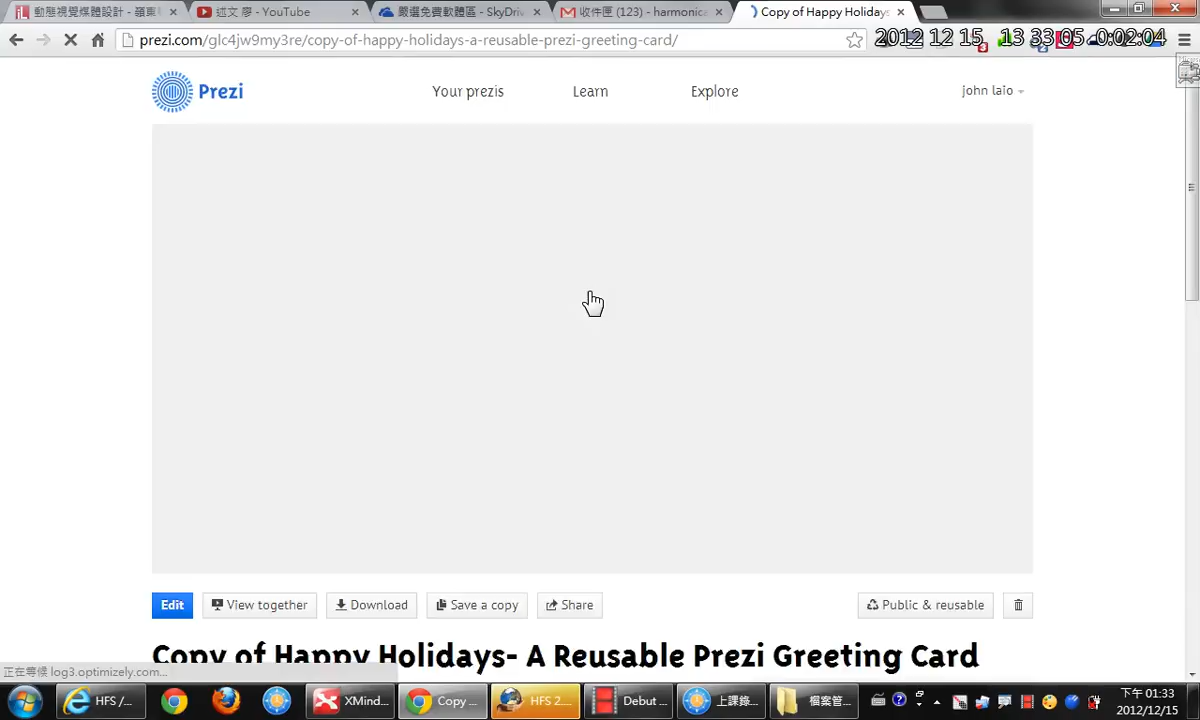 動態視覺媒體設計 - 嶺東
述文 廖 - YouTube
嚴選免費軟體區 - SkyDriv
收件匣 (123) - harmonica
Copy of Happy Holidays
prezi.com/glc4jw9my3re/copy-of-happy-holidays-a-reusable-prezi-greeting-card/
2012 12 15 13 33 05 0:02:04
Prezi
Your prezis
Learn
Explore
john laio
Edit
View together
Download
Save a copy
Share
Public & reusable
Copy of Happy Holidays- A Reusable Prezi Greeting Card
正在等候 log3.optimizely.com...
HFS /...
XMind...
Copy ...
HFS 2...
Debut ...
上課錄...
檔案管...
下午 01:33
2012/12/15